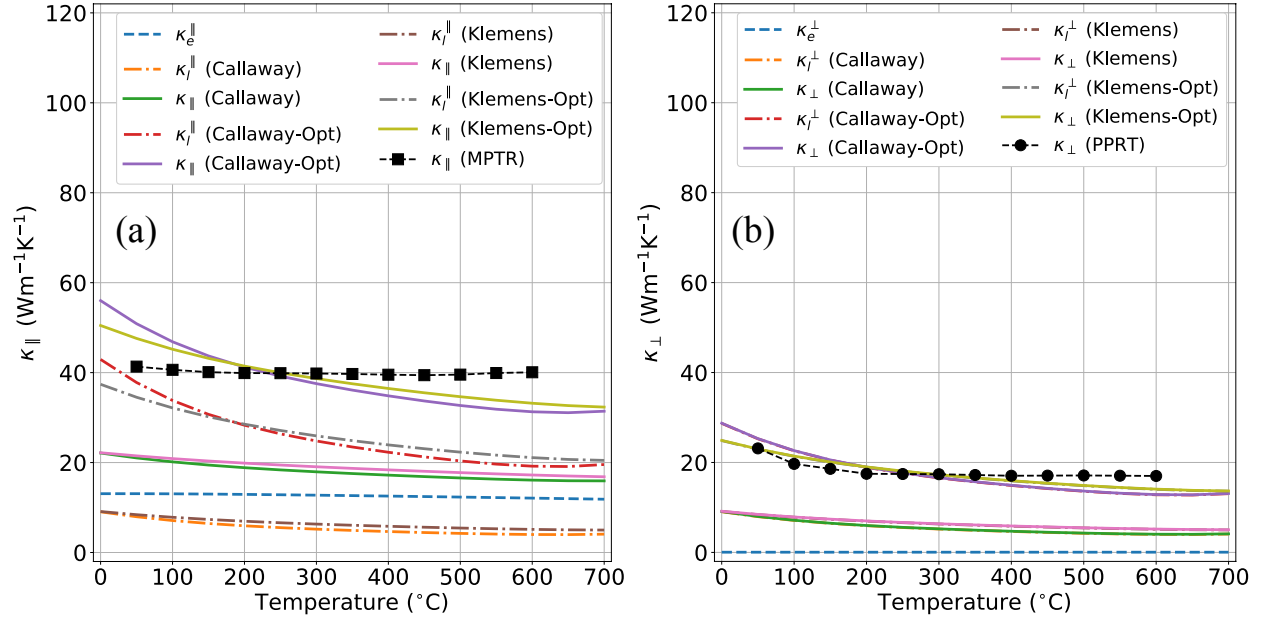 120
100
80
60
40
20
0
0 100 200 300 400 500 600 700
Temperature (°C)
κ∥ (Wm⁻¹K⁻¹)
(a)
κₑ∥
κₗ∥ (Callaway)
κ∥ (Callaway)
κₗ∥ (Callaway-Opt)
κ∥ (Callaway-Opt)
κₗ∥ (Klemens)
κ∥ (Klemens)
κₗ∥ (Klemens-Opt)
κ∥ (Klemens-Opt)
κ∥ (MPTR)
120
100
80
60
40
20
0
0 100 200 300 400 500 600 700
Temperature (°C)
κ⊥ (Wm⁻¹K⁻¹)
(b)
κₑ⊥
κₗ⊥ (Callaway)
κ⊥ (Callaway)
κₗ⊥ (Callaway-Opt)
κ⊥ (Callaway-Opt)
κₗ⊥ (Klemens)
κ⊥ (Klemens)
κₗ⊥ (Klemens-Opt)
κ⊥ (Klemens-Opt)
κ⊥ (PPRT)